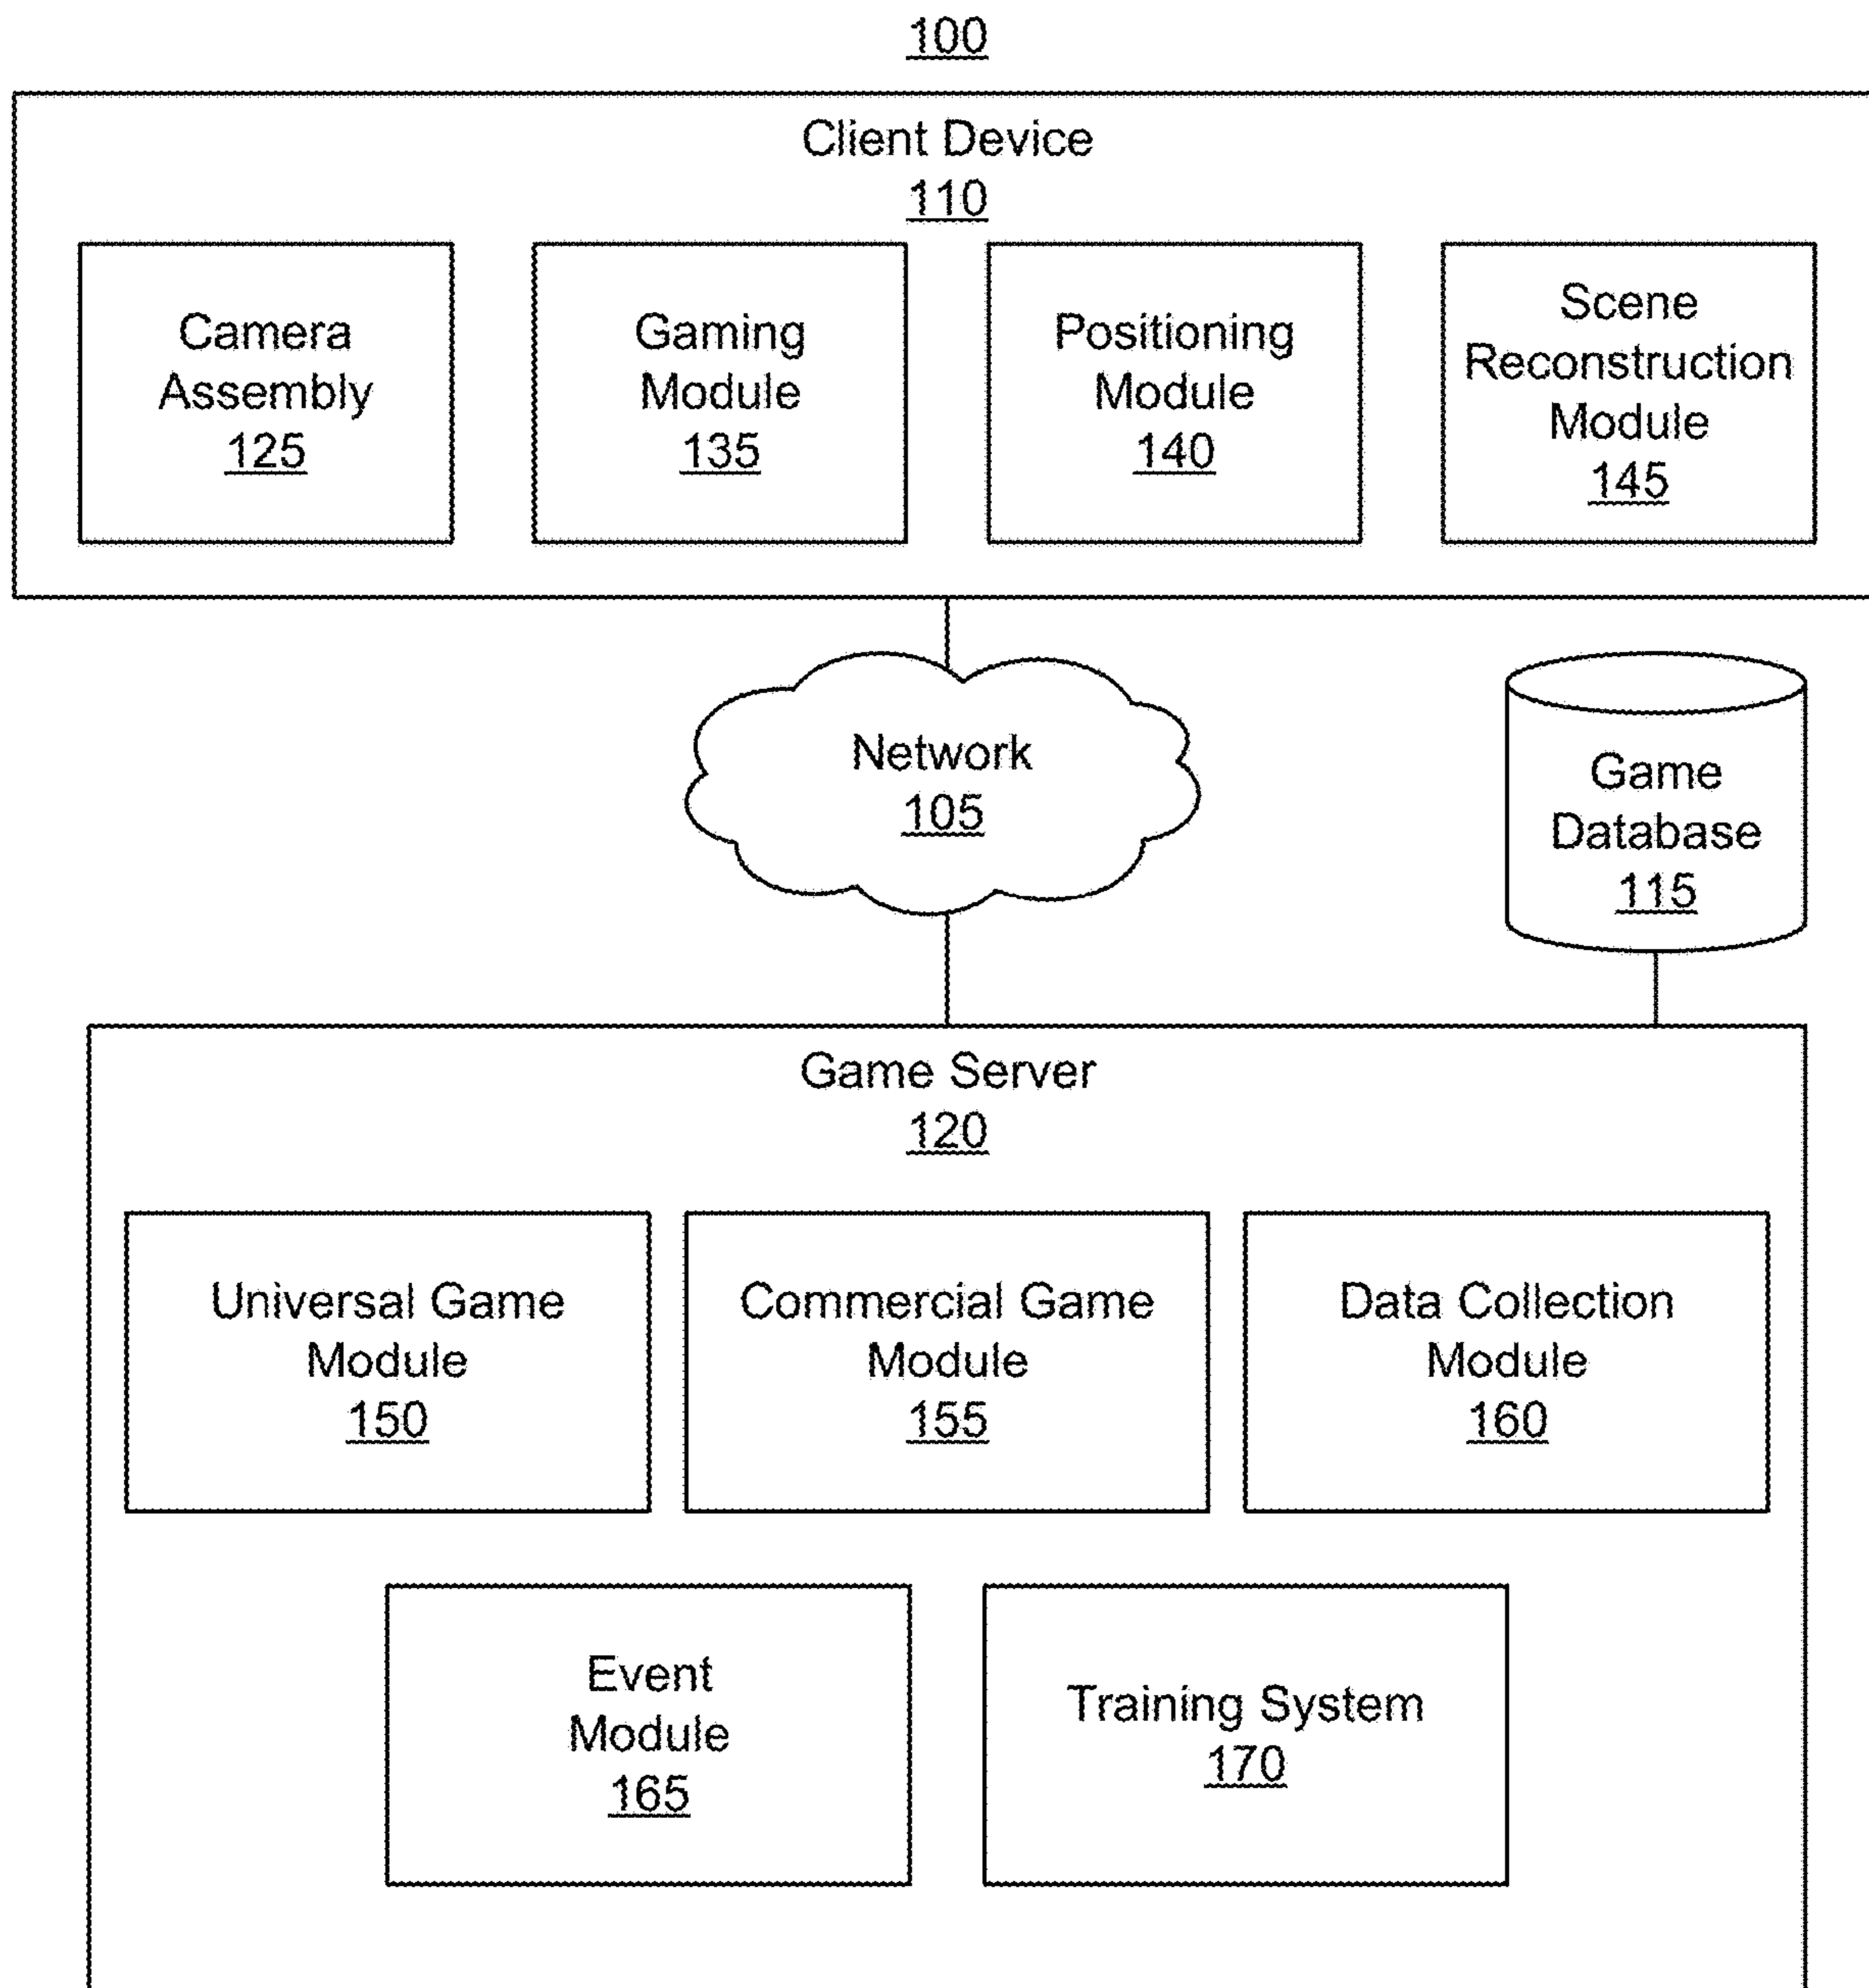 100
Client Device
110
Camera
Assembly
125
Gaming
Module
135
Positioning
Module
140
Scene
Reconstruction
Module
145
Network
105
Game
Database
115
Game Server
120
Universal Game
Module
150
Commercial Game
Module
155
Data Collection
Module
160
Event
Module
165
Training System
170